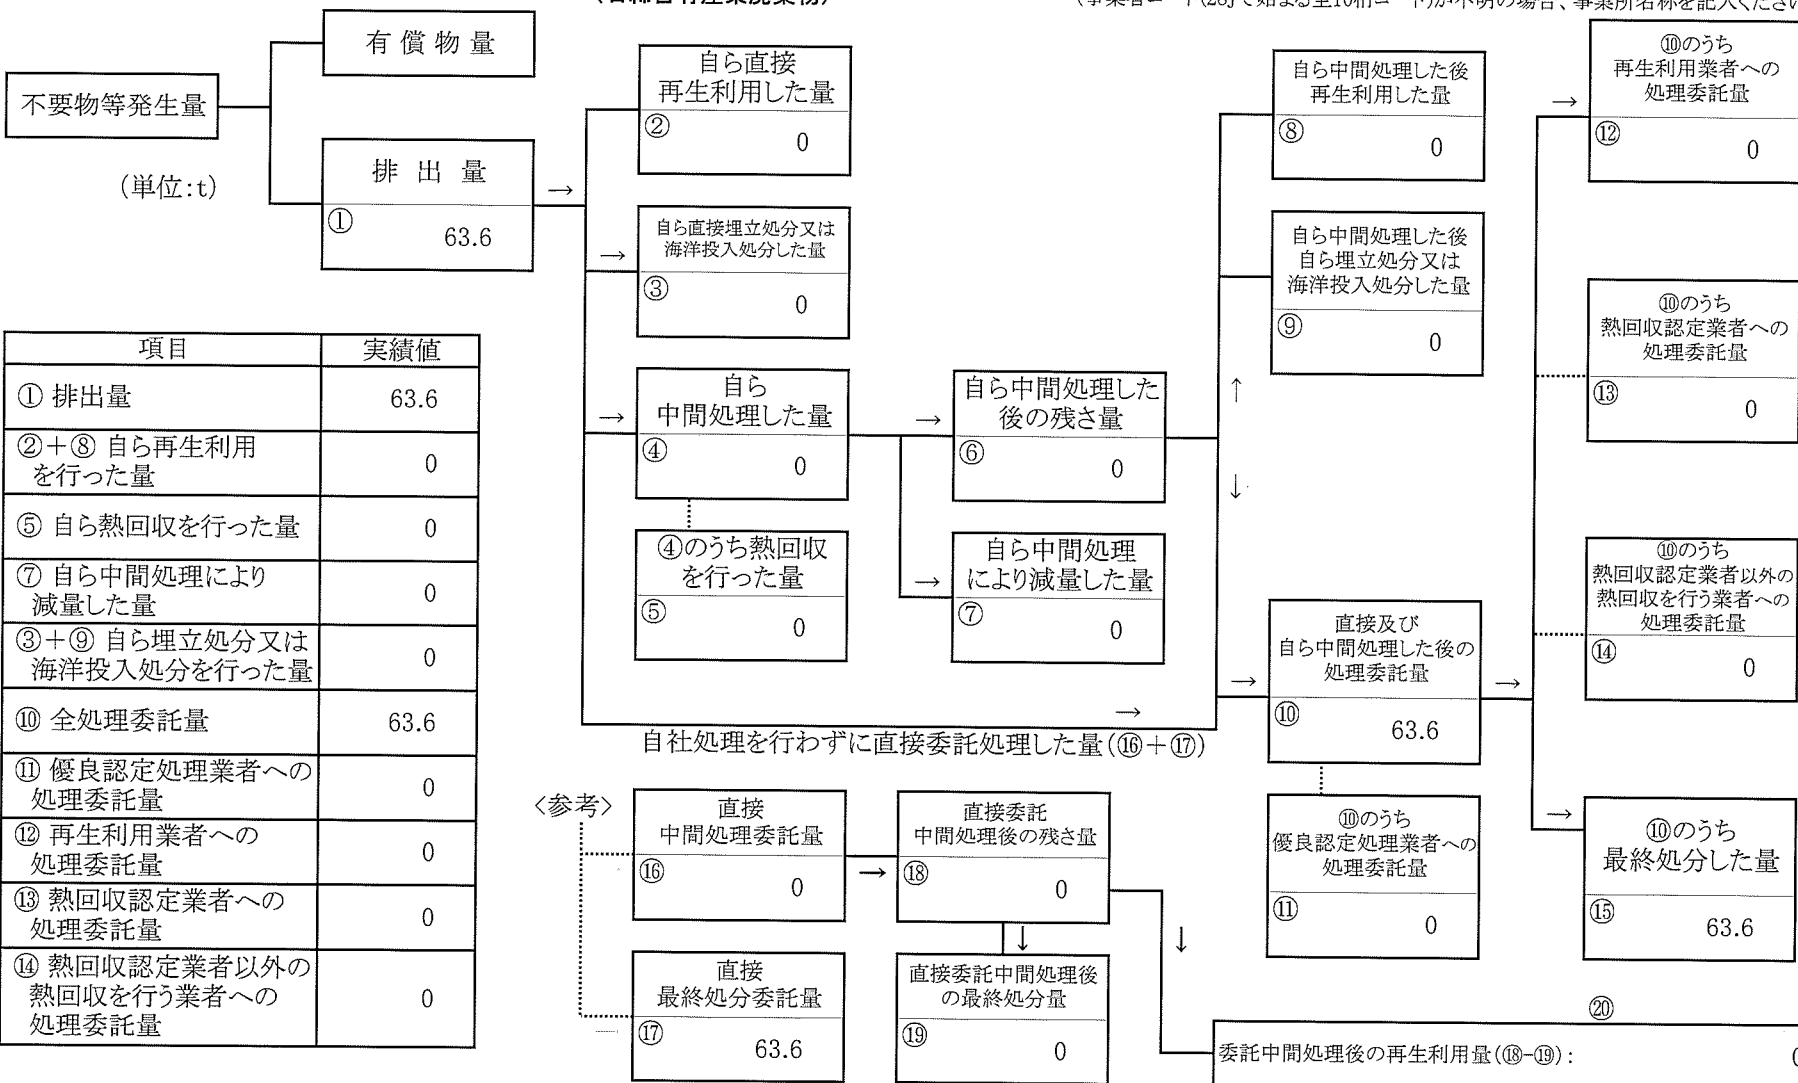 有 償 物 量
不要物等発生量
(単位:t)
排 出 量
① 63.6
→
自ら直接
再生利用した量
② 0
→
自ら直接埋立処分又は
海洋投入処分した量
③ 0
→
自ら
中間処理した量
④ 0
④のうち熱回収
を行った量
⑤ 0
→
自ら中間処理した
後の残さ量
⑥ 0
→
自ら中間処理
により減量した量
⑦ 0
自ら中間処理した後
再生利用した量
⑧ 0
自ら中間処理した後
自ら埋立処分又は
海洋投入処分した量
⑨ 0
↑
↓
→
自社処理を行わずに直接委託処理した量(⑯+⑰)
→
直接及び
自ら中間処理した後の
処理委託量
⑩ 63.6
⑩のうち
優良認定処理業者への
処理委託量
⑪ 0
→
→
⑩のうち
再生利用業者への
処理委託量
⑫ 0
⑩のうち
熱回収認定業者への
処理委託量
⑬ 0
⑩のうち
熱回収認定業者以外の
熱回収を行う業者への
処理委託量
⑭ 0
→
⑩のうち
最終処分した量
⑮ 63.6
項目 実績値
① 排出量 63.6
②+⑧ 自ら再生利用
を行った量 0
⑤ 自ら熱回収を行った量 0
⑦ 自ら中間処理により
減量した量 0
③+⑨ 自ら埋立処分又は
海洋投入処分を行った量 0
⑩ 全処理委託量 63.6
⑪ 優良認定処理業者への
処理委託量 0
⑫ 再生利用業者への
処理委託量 0
⑬ 熱回収認定業者への
処理委託量 0
⑭ 熱回収認定業者以外の
熱回収を行う業者への
処理委託量 0
〈参考〉
直接
中間処理委託量
⑯ 0
→
直接委託
中間処理後の残さ量
⑱ 0
↓
↓
直接
最終処分委託量
⑰ 63.6
直接委託中間処理後
の最終処分量
⑲ 0
⑳
委託中間処理後の再生利用量(⑱-⑲): 0